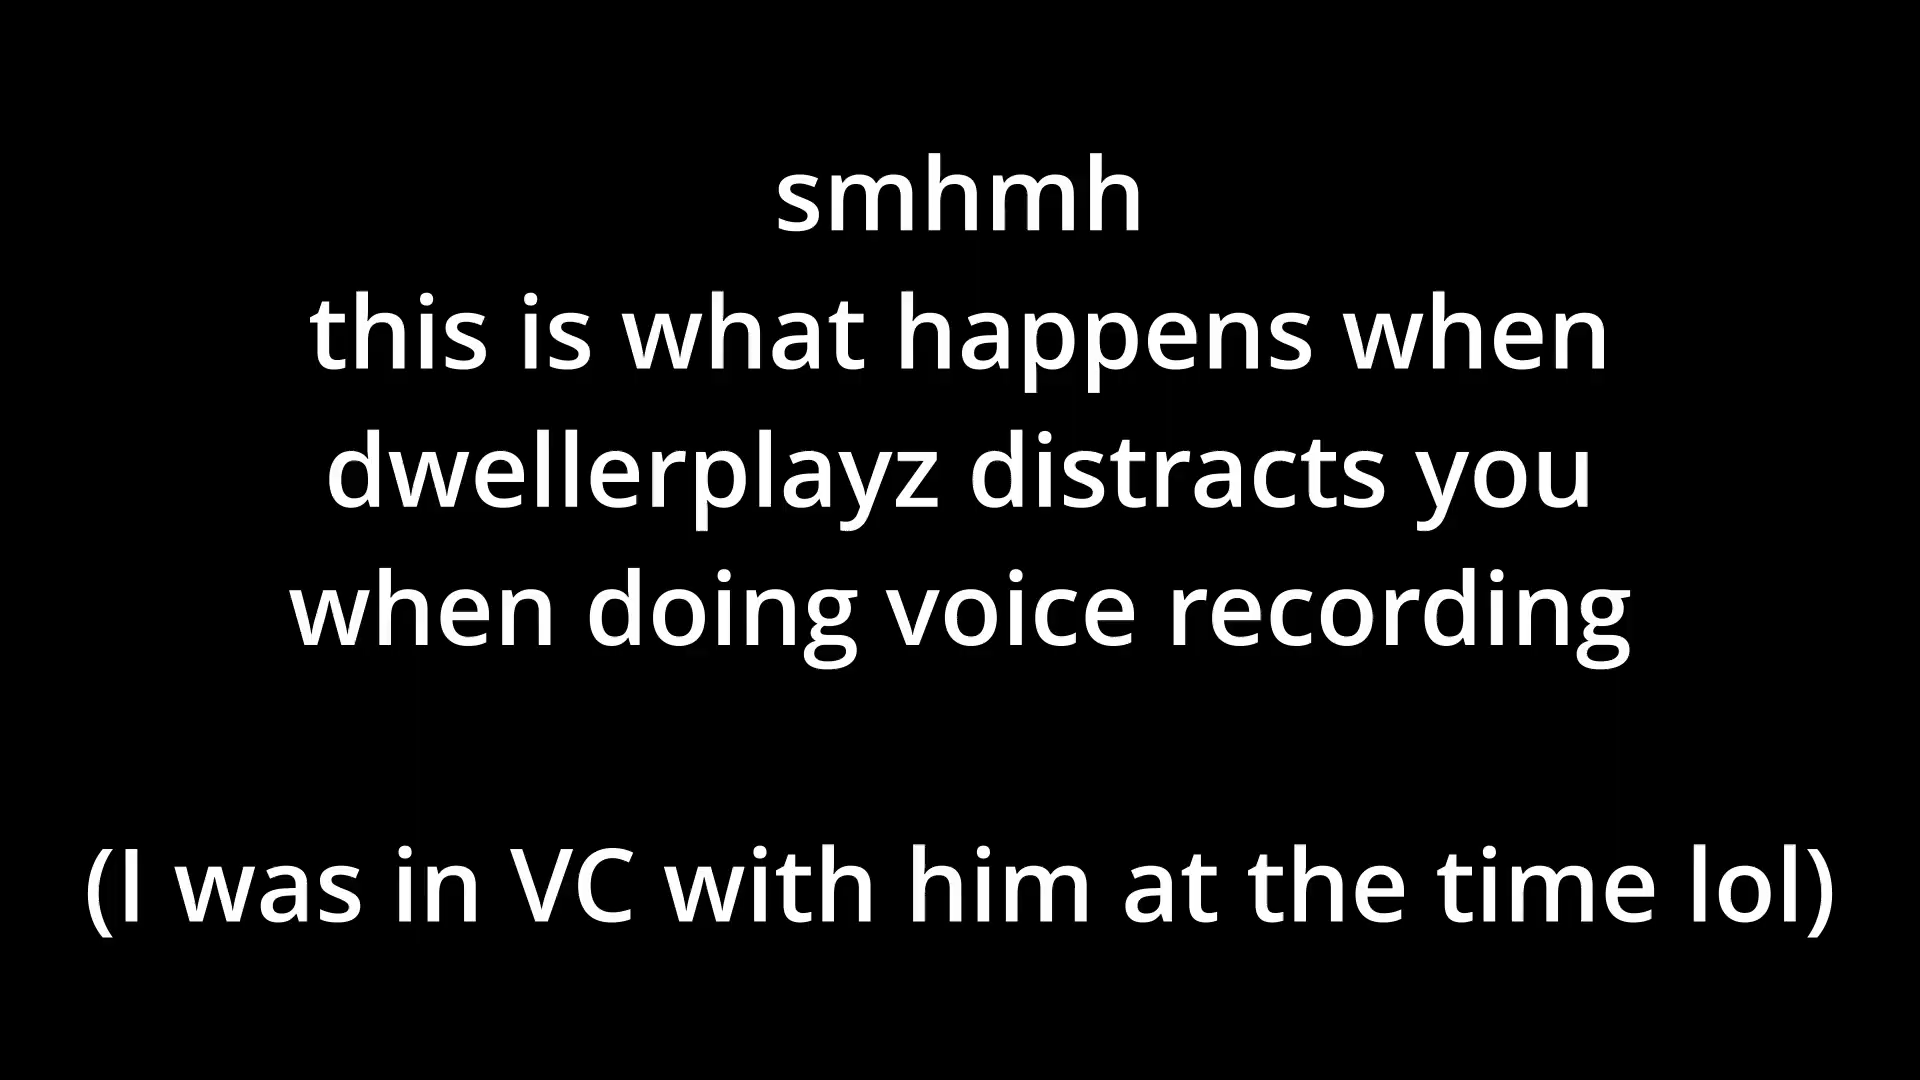 smhmh
this is what happens when
dwellerplayz distracts you
when doing voice recording
(I was in VC with him at the time lol)